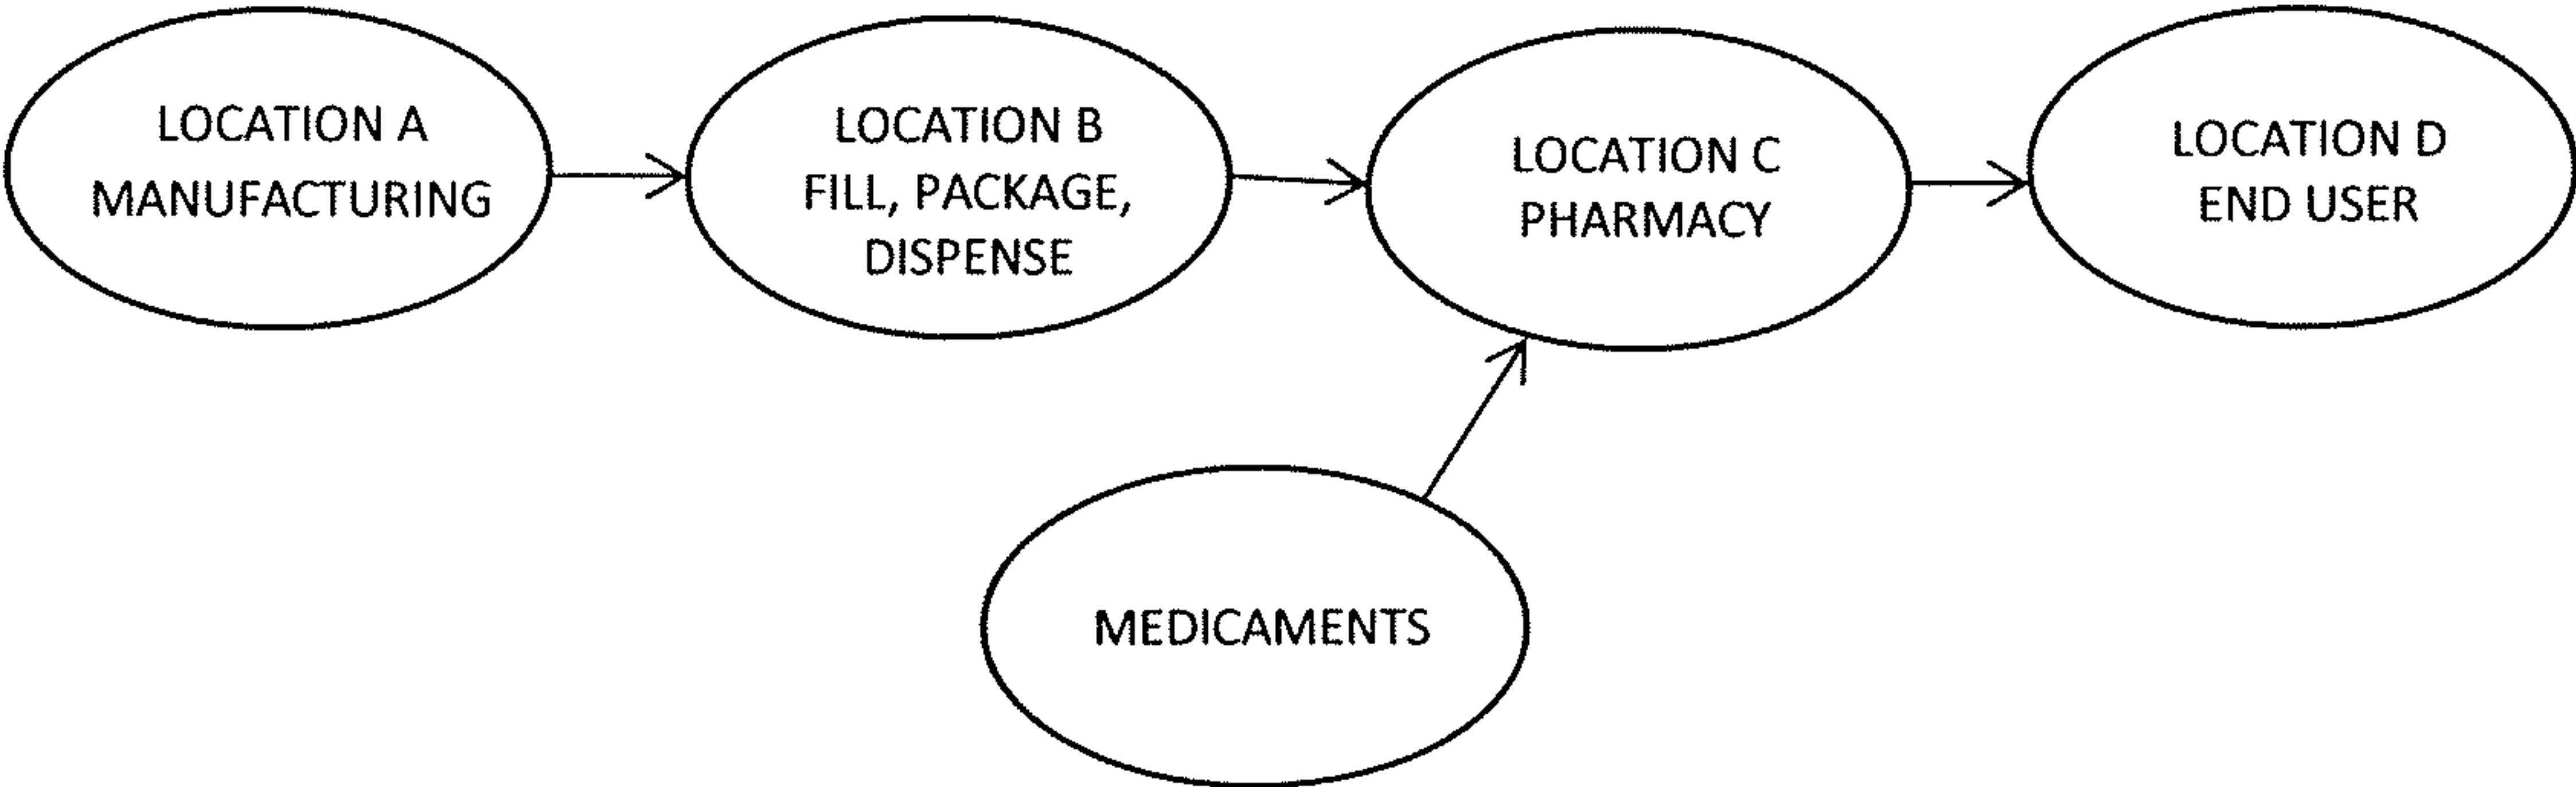 LOCATION A
MANUFACTURING
LOCATION B
FILL, PACKAGE,
DISPENSE
LOCATION C
PHARMACY
LOCATION D
END USER
MEDICAMENTS